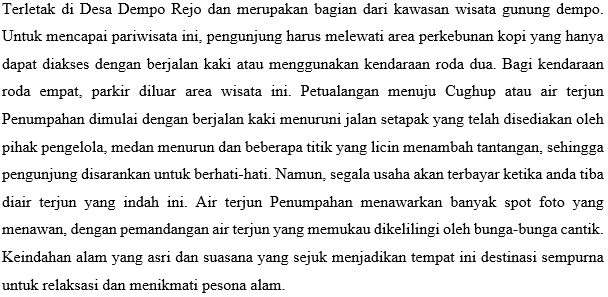 Terletak di Desa Dempo Rejo dan merupakan bagian dari kawasan wisata gunung dempo.
Untuk mencapai pariwisata ini, pengunjung harus melewati area perkebunan kopi yang hanya
dapat diakses dengan berjalan kaki atau menggunakan kendaraan roda dua. Bagi kendaraan
roda empat, parkir diluar area wisata ini. Petualangan menuju Cughup atau air terjun
Penumpahan dimulai dengan berjalan kaki menuruni jalan setapak yang telah disediakan oleh
pihak pengelola, medan menurun dan beberapa titik yang licin menambah tantangan, sehingga
pengunjung disarankan untuk berhati-hati. Namun, segala usaha akan terbayar ketika anda tiba
diair terjun yang indah ini. Air terjun Penumpahan menawarkan banyak spot foto yang
menawan, dengan pemandangan air terjun yang memukau dikelilingi oleh bunga-bunga cantik.
Keindahan alam yang asri dan suasana yang sejuk menjadikan tempat ini destinasi sempurna
untuk relaksasi dan menikmati pesona alam.